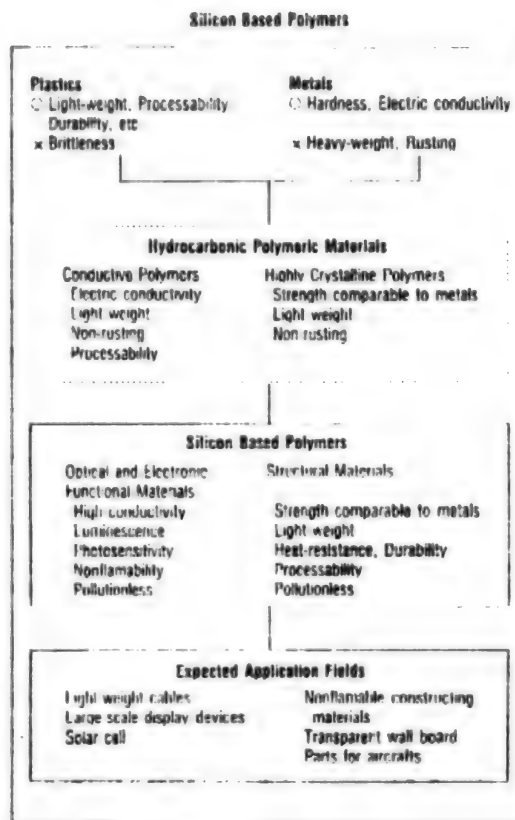 Silicon Based Polymers
Plastics
○ Light-weight, Processability
Durability, etc
× Brittleness
Metals
○ Hardness, Electric conductivity
× Heavy-weight, Rusting
Hydrocarbonic Polymeric Materials
Conductive Polymers
Electric conductivity
Light weight
Non-rusting
Processability
Highly Crystalline Polymers
Strength comparable to metals
Light weight
Non rusting
Silicon Based Polymers
Optical and Electronic
Functional Materials
High conductivity
Luminescence
Photosensitivity
Nonflamability
Pollutionless
Structural Materials
Strength comparable to metals
Light weight
Heat-resistance, Durability
Processability
Pollutionless
Expected Application Fields
Light weight cables
Large scale display devices
Solar cell
Nonflamable constructing
materials
Transparent wall board
Parts for aircrafts